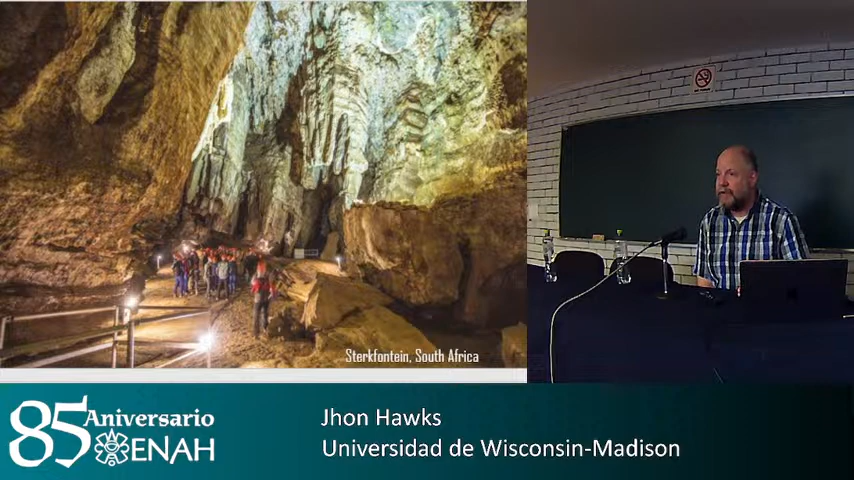 Sterkfontein, South Africa
85 Aniversario
ENAH
Jhon Hawks
Universidad de Wisconsin-Madison